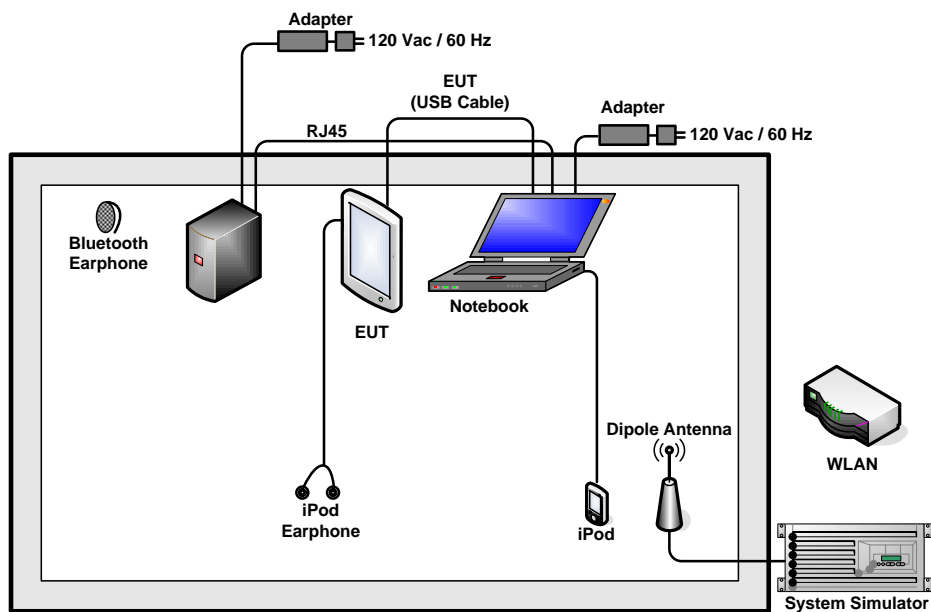 Adapter
120 Vac / 60 Hz
EUT
(USB Cable)
Adapter
RJ45
120 Vac / 60 Hz
Bluetooth
Earphone
Notebook
EUT
Dipole Antenna
WLAN
iPod
Earphone
iPod
System Simulator